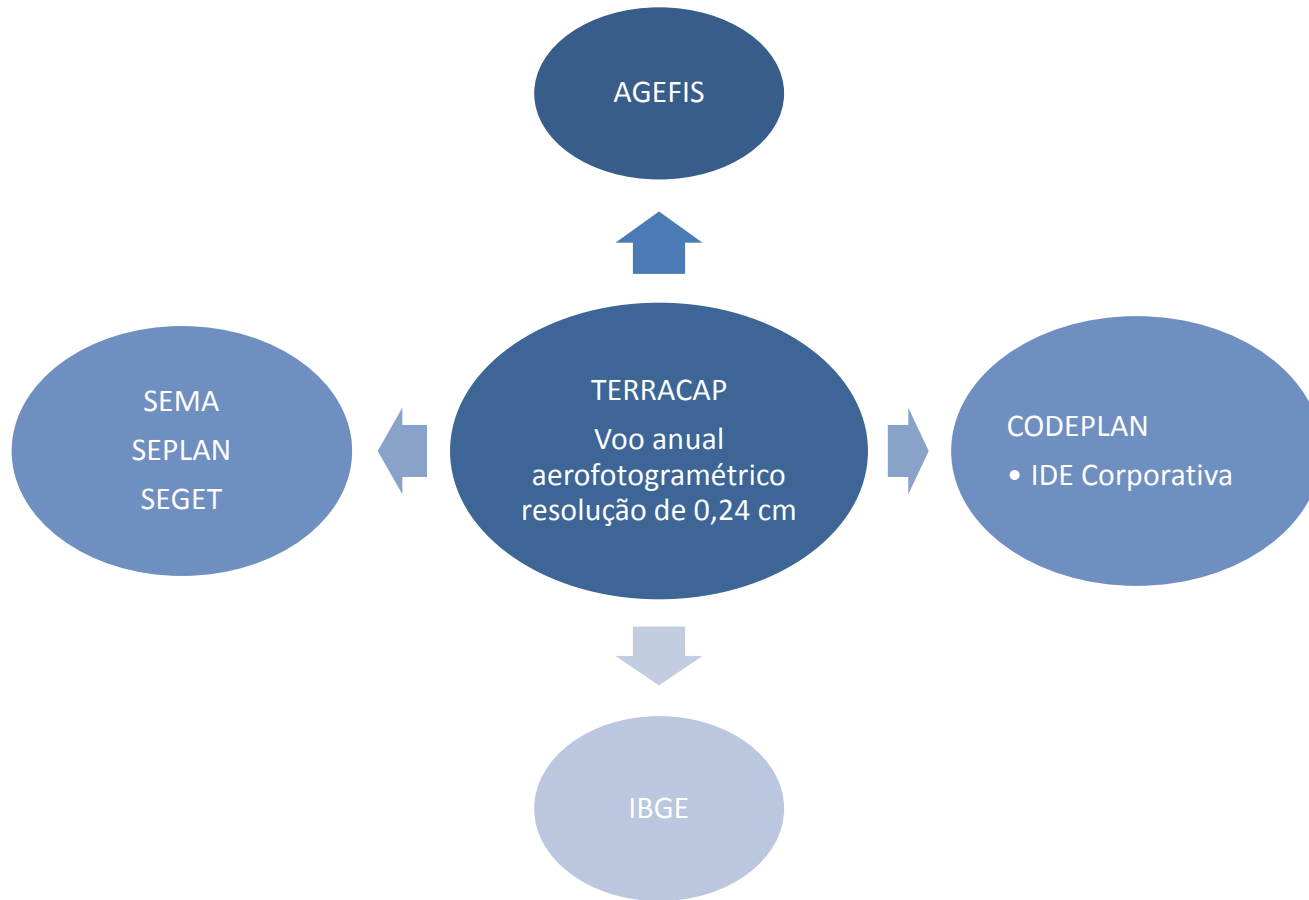 AGEFIS
SEMA
SEPLAN
SEGET
TERRACAP
Voo anual
aerofotogramétrico
resolução de 0,24 cm
CODEPLAN
• IDE Corporativa
IBGE